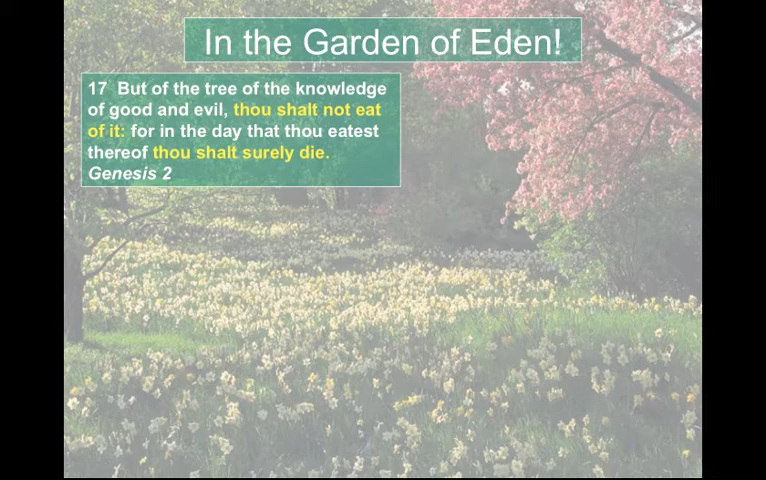 In the Garden of Eden!
17  But of the tree of the knowledge
of good and evil, thou shalt not eat
of it: for in the day that thou eatest
thereof thou shalt surely die.
Genesis 2